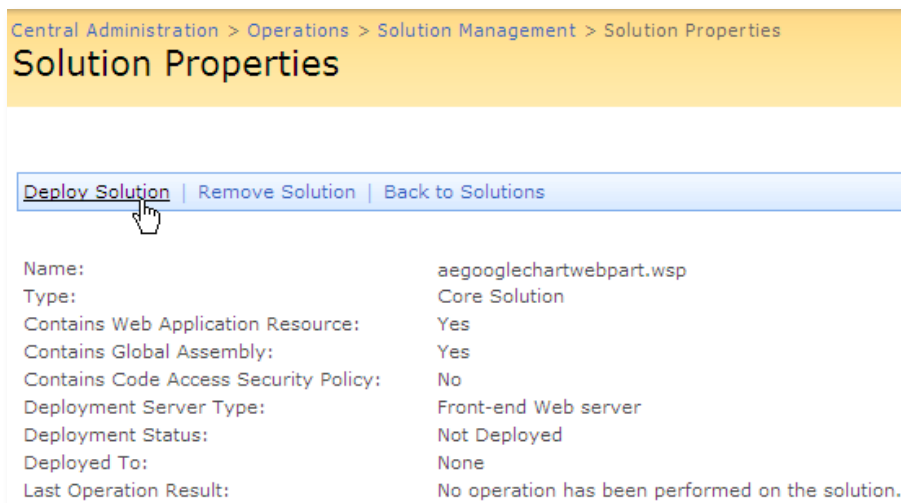 Central Administration > Operations > Solution Management > Solution Properties
Solution Properties
Deploy Solution | Remove Solution | Back to Solutions
Name: aegooglechartwebpart.wsp
Type: Core Solution
Contains Web Application Resource: Yes
Contains Global Assembly: Yes
Contains Code Access Security Policy: No
Deployment Server Type: Front-end Web server
Deployment Status: Not Deployed
Deployed To: None
Last Operation Result: No operation has been performed on the solution.